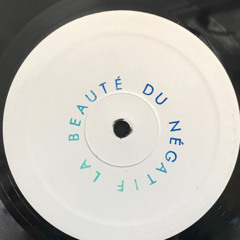 LA BEAUTÉ DU NÉGATIF